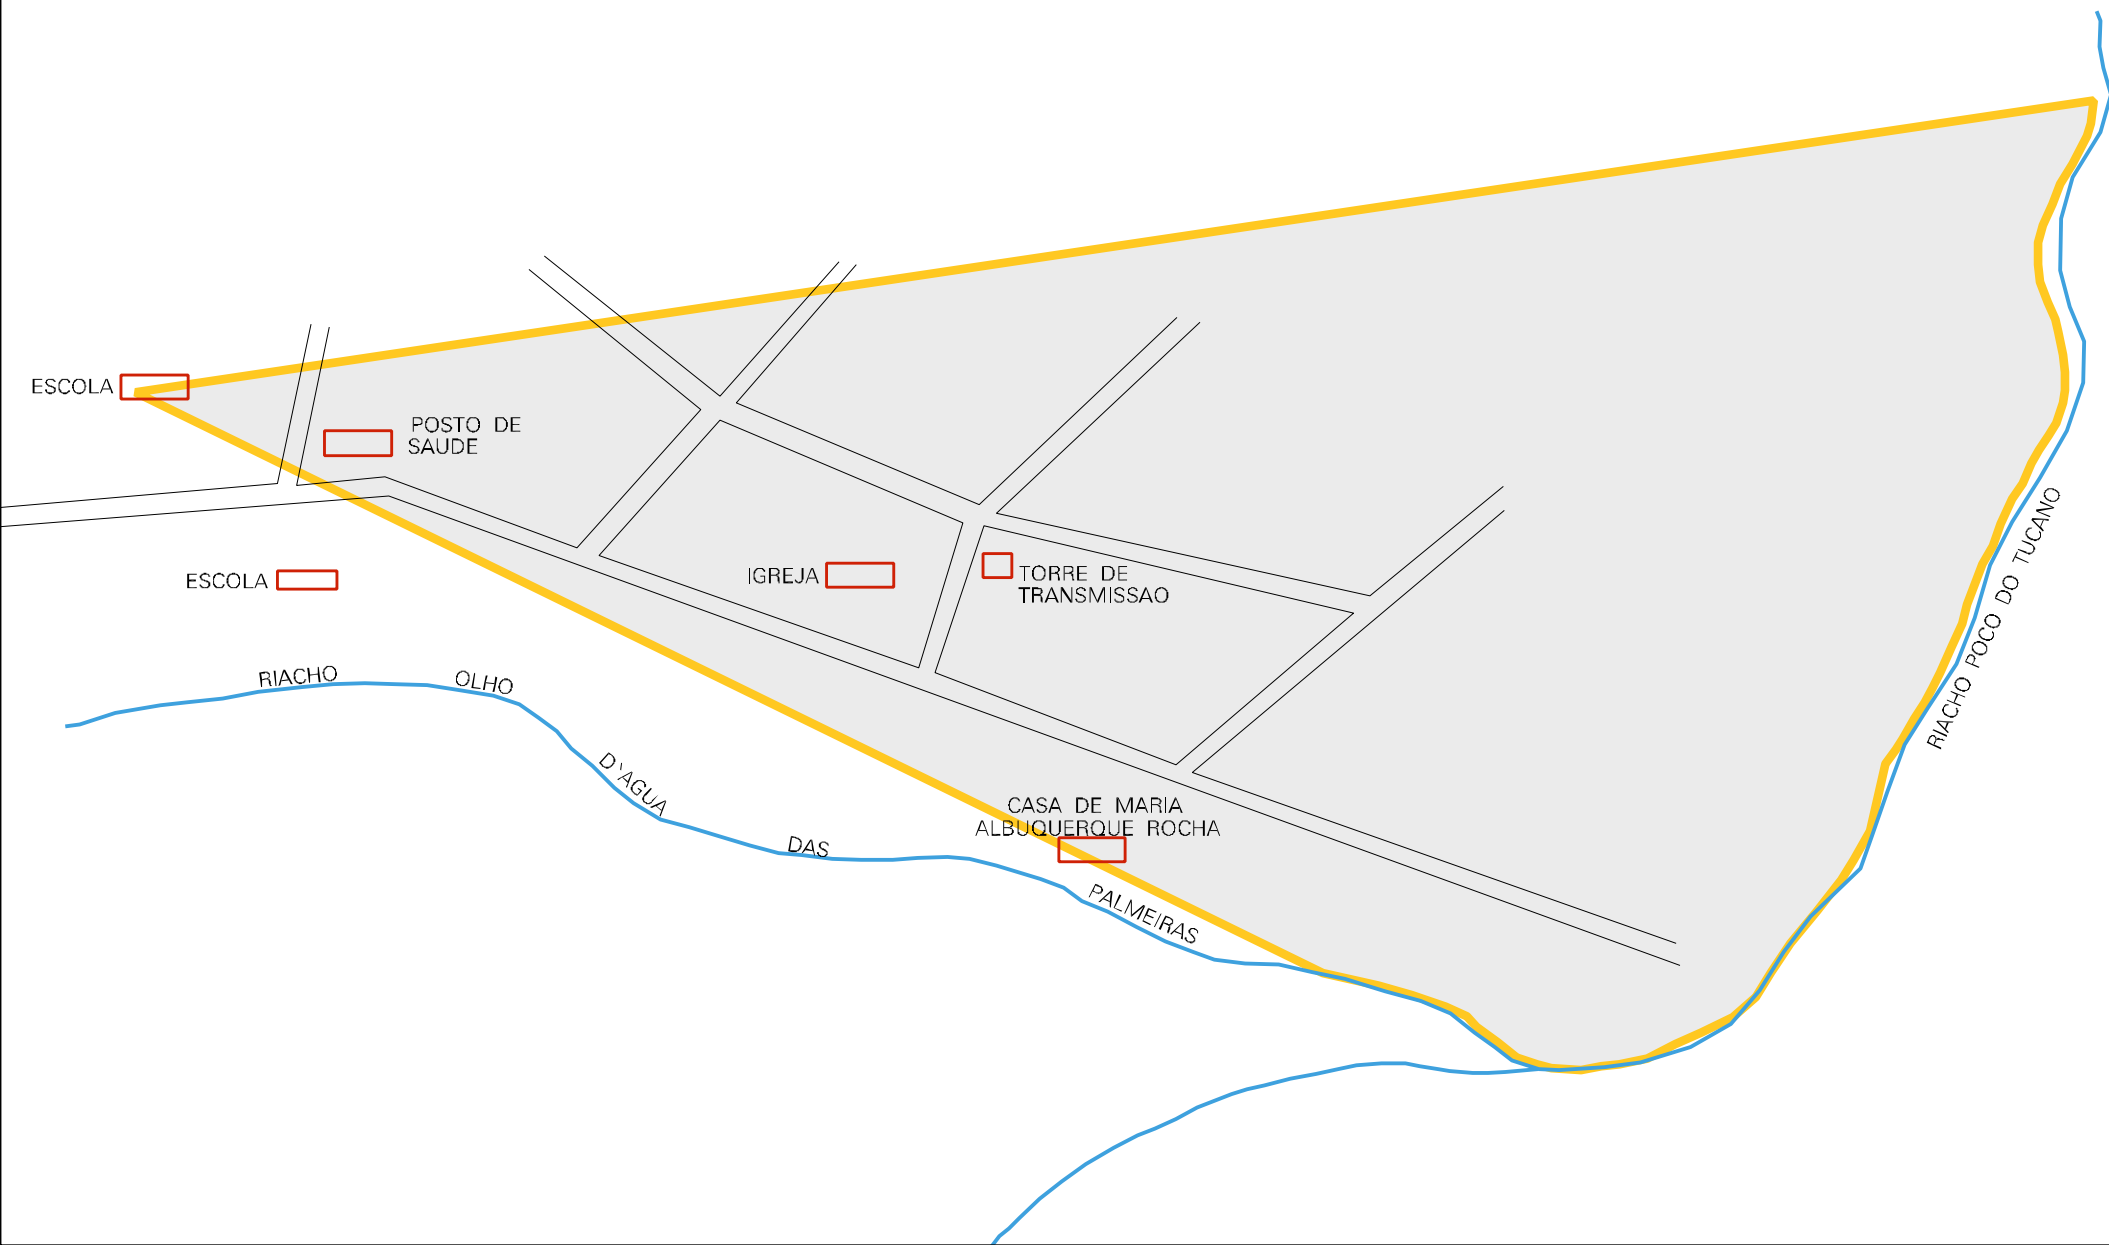 ESCOLA
POSTO DE
SAUDE
IGREJA
TORRE DE
TRANSMISSAO
ESCOLA
RIACHO OLHO D`AGUA DAS PALMEIRAS
CASA DE MARIA
ALBUQUERQUE ROCHA
RIACHO POCO DO TUCANO